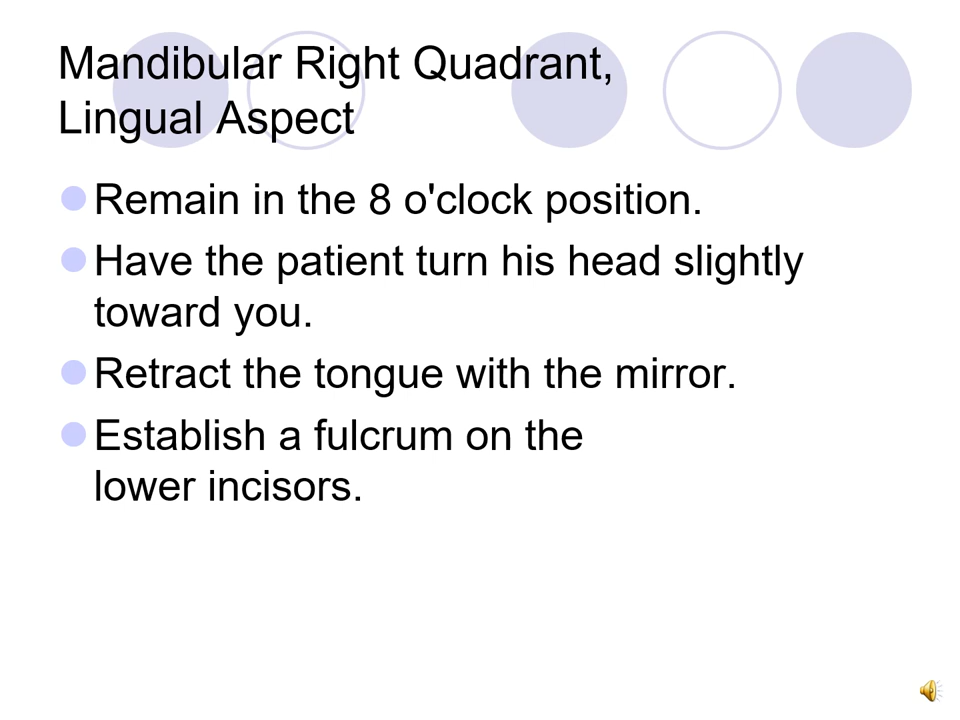 Mandibular Right Quadrant,
Lingual Aspect
Remain in the 8 o'clock position.
Have the patient turn his head slightly
toward you.
Retract the tongue with the mirror.
Establish a fulcrum on the
lower incisors.